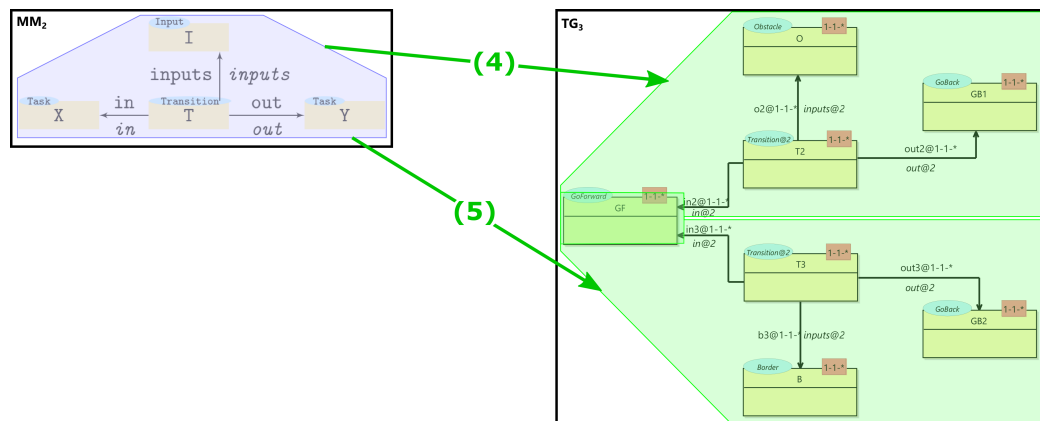 MM₂
Input
I
inputs inputs
Task
X
in
in
Transition
T
out
out
Task
Y
(4)
(5)
TG₃
Obstacle
1-1-*
O
o2@1-1-* inputs@2
GoBack
1-1-*
GB1
Transition@2
1-1-*
T2
out2@1-1-*
out@2
GoForward
1-1-*
GF
in2@1-1-*
in@2
in3@1-1-*
in@2
Transition@2
1-1-*
T3
out3@1-1-*
out@2
GoBack
1-1-*
GB2
b3@1-1-* inputs@2
Border
1-1-*
B